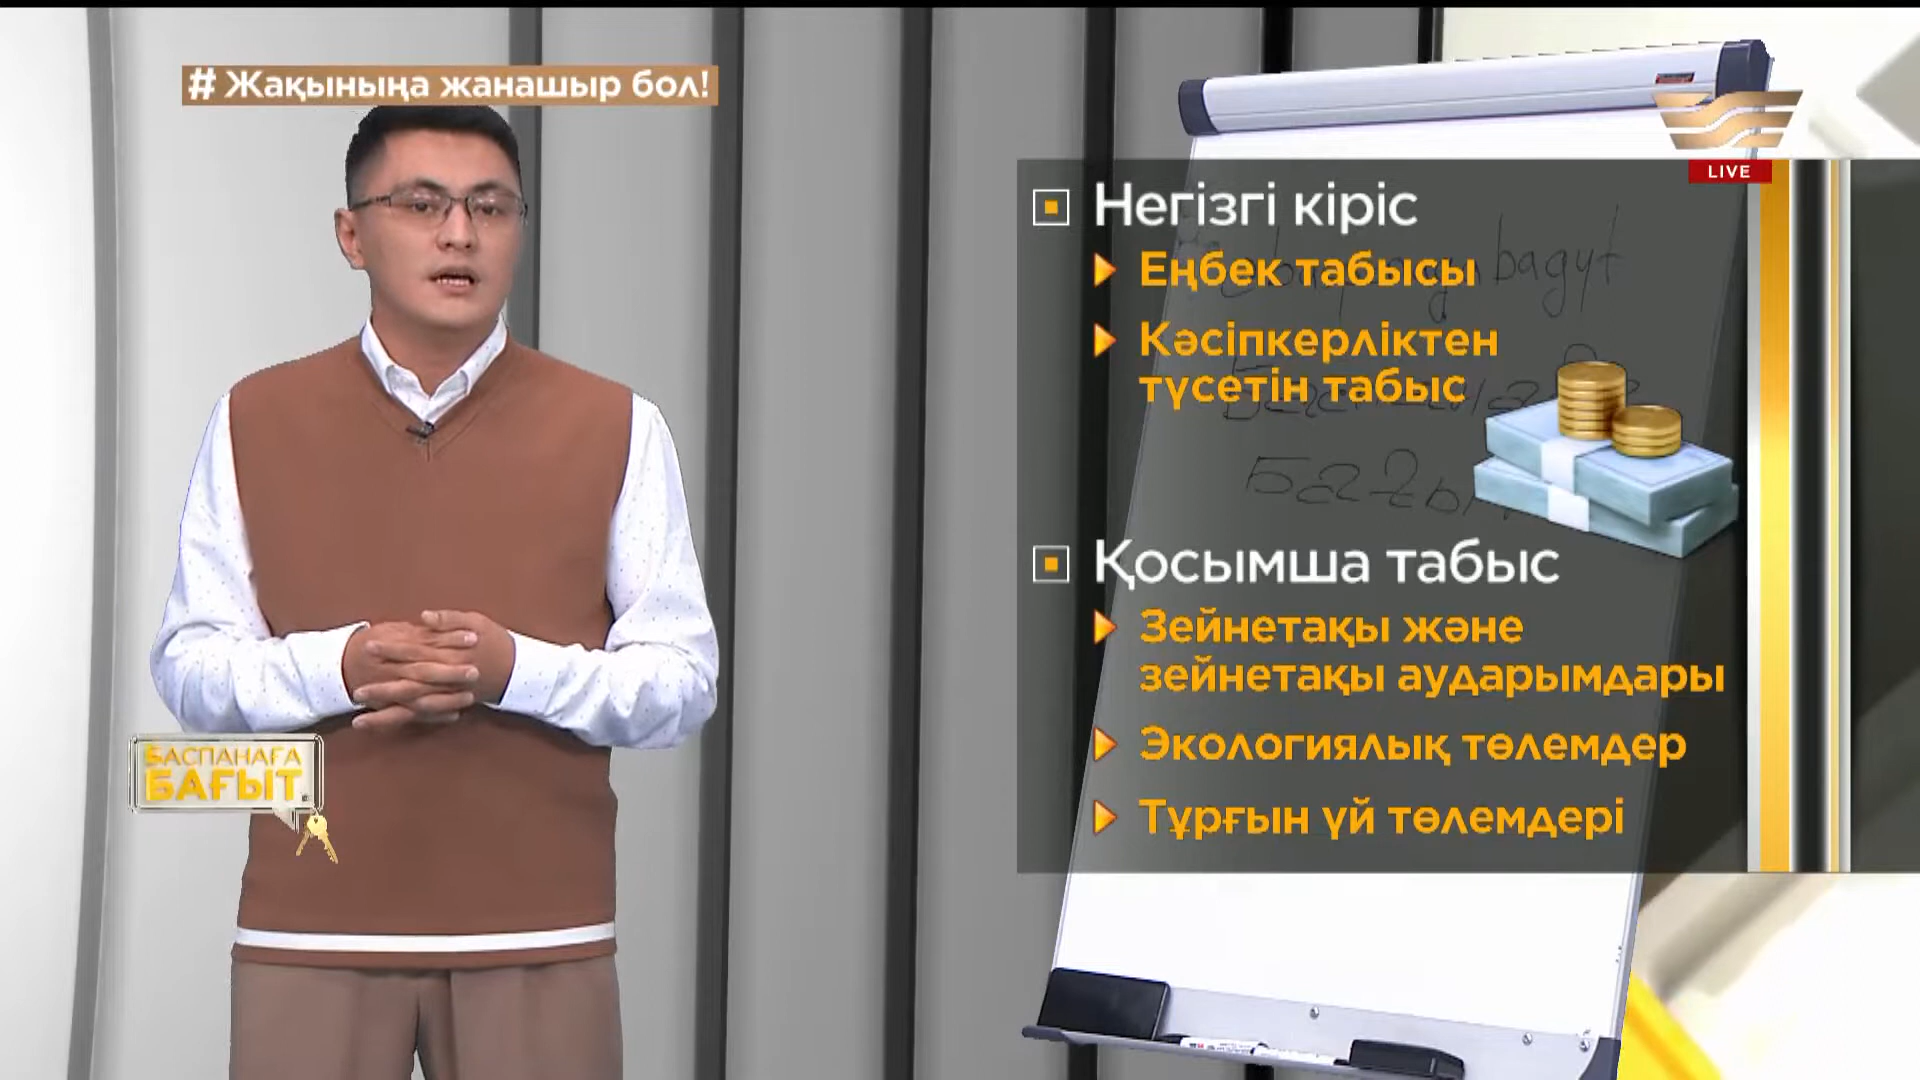 # Жақыныңа жанашыр бол!
LIVE
Негізгі кіріс
Еңбек табысы
Кәсіпкерліктен
түсетін табыс
Қосымша табыс
Зейнетақы және
зейнетақы аударымдары
Экологиялық төлемдер
Тұрғын үй төлемдері
БАСПАНАҒА
БАҒЫТ